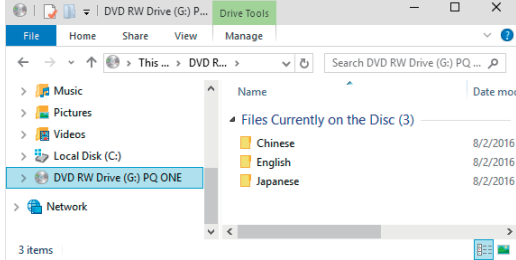 DVD RW Drive (G:) P... Drive Tools
File Home Share View Manage
This ... DVD R... Search DVD RW Drive (G:) PQ ...
Music
Pictures
Videos
Local Disk (C:)
DVD RW Drive (G:) PQ ONE
Network
Name Date mo
Files Currently on the Disc (3)
Chinese 8/2/2016
English 8/2/2016
Japanese 8/2/2016
3 items